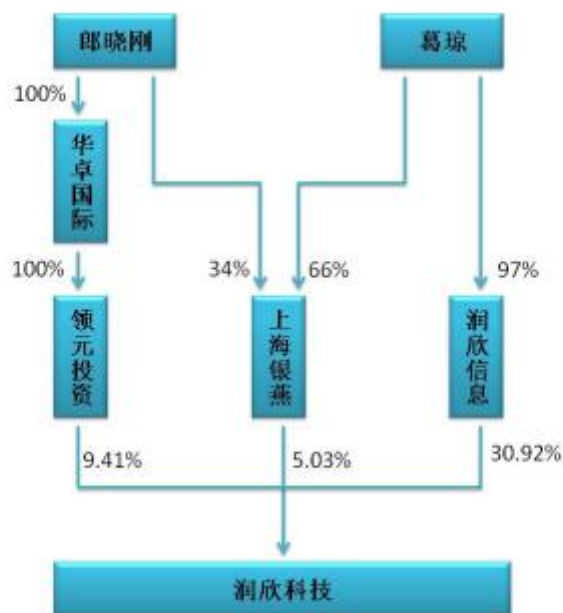 郎晓刚
葛琼
100%
华卓国际
100%
34%
66%
97%
领元投资
上海银燕
润欣信息
9.41%
5.03%
30.92%
润欣科技